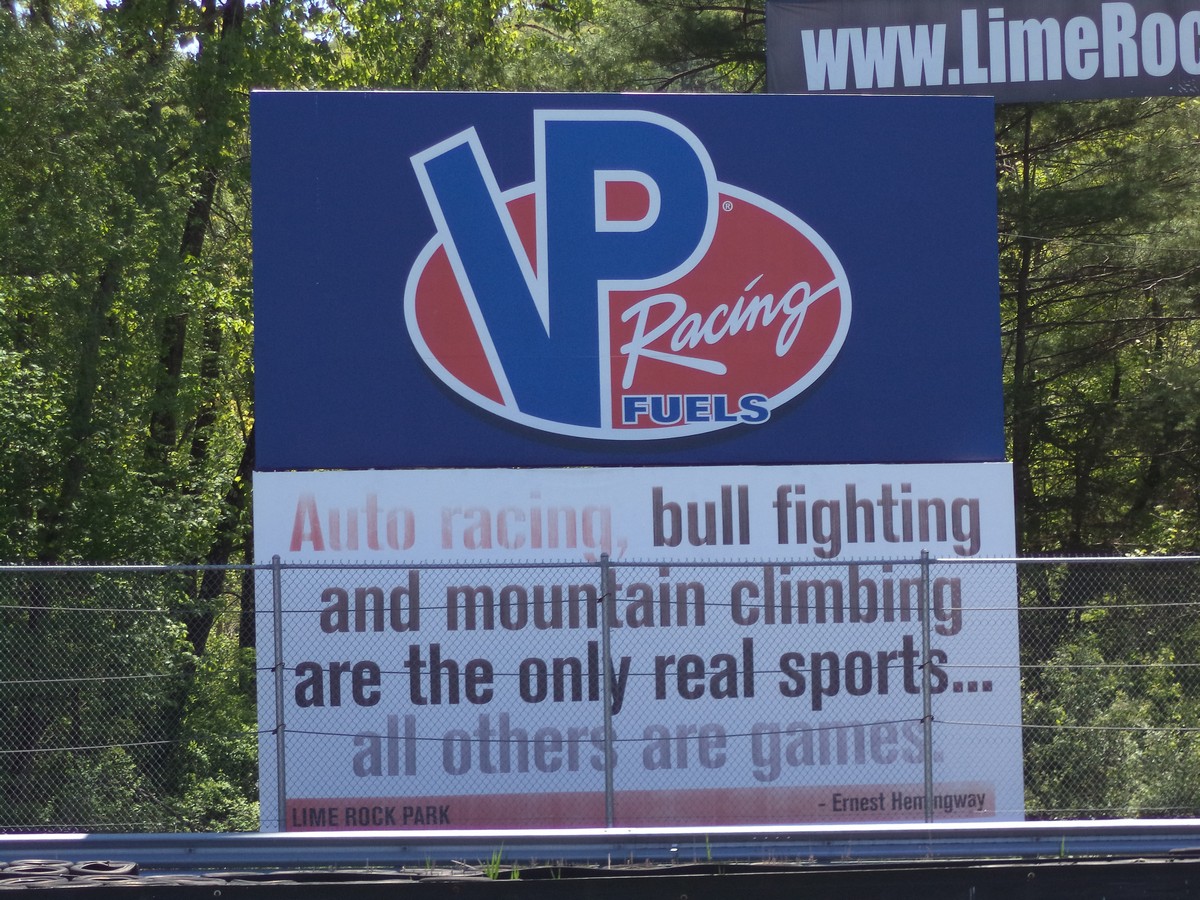 www.LimeRoc
VP ®
Racing
FUELS
Auto racing, bull fighting
and mountain climbing
are the only real sports...
all others are games.
LIME ROCK PARK
- Ernest Hemingway